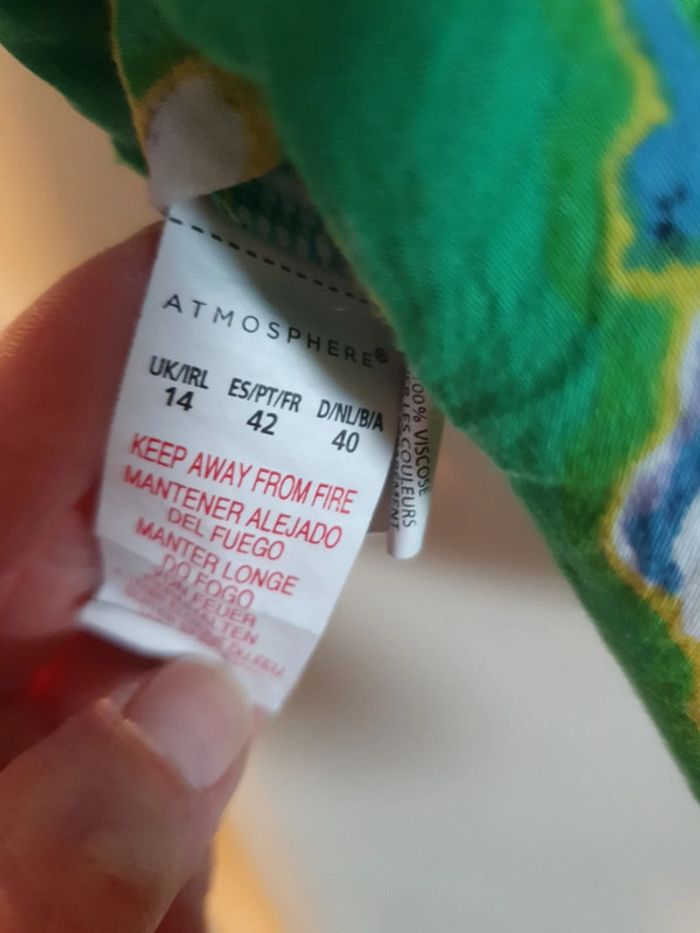 ATMOSPHERE®
UK/IRL ES/PT/FR D/NL/B/A
14 42 40
KEEP AWAY FROM FIRE
MANTENER ALEJADO
DEL FUEGO
MANTER LONGE
DO FOGO
FEUER
VISCOSE
LES COULEURS